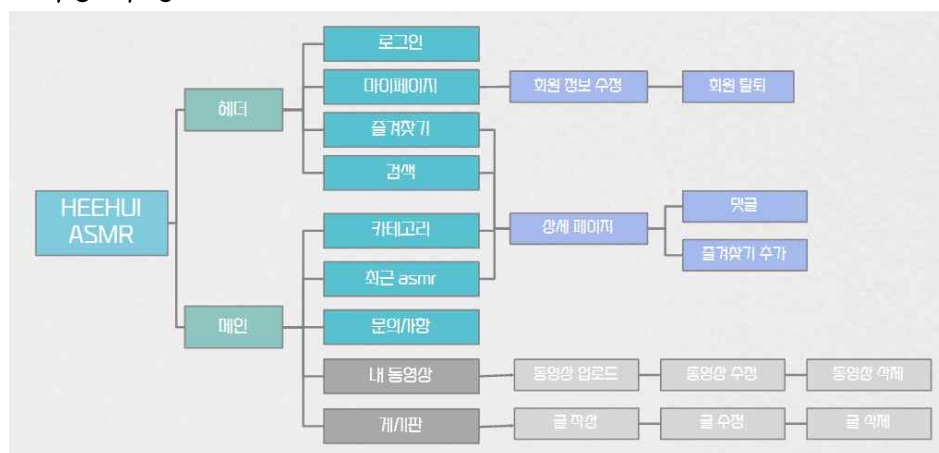 로그인
마이페이지
회원 정보 수정
회원 탈퇴
헤더
즐겨찾기
검색
HEEHUI
ASMR
카테고리
상세 페이지
댓글
즐겨찾기 추가
최근 asmr
메인
문의사항
내 동영상
동영상 업로드
동영상 수정
동영상 삭제
게시판
글 작성
글 수정
글 삭제